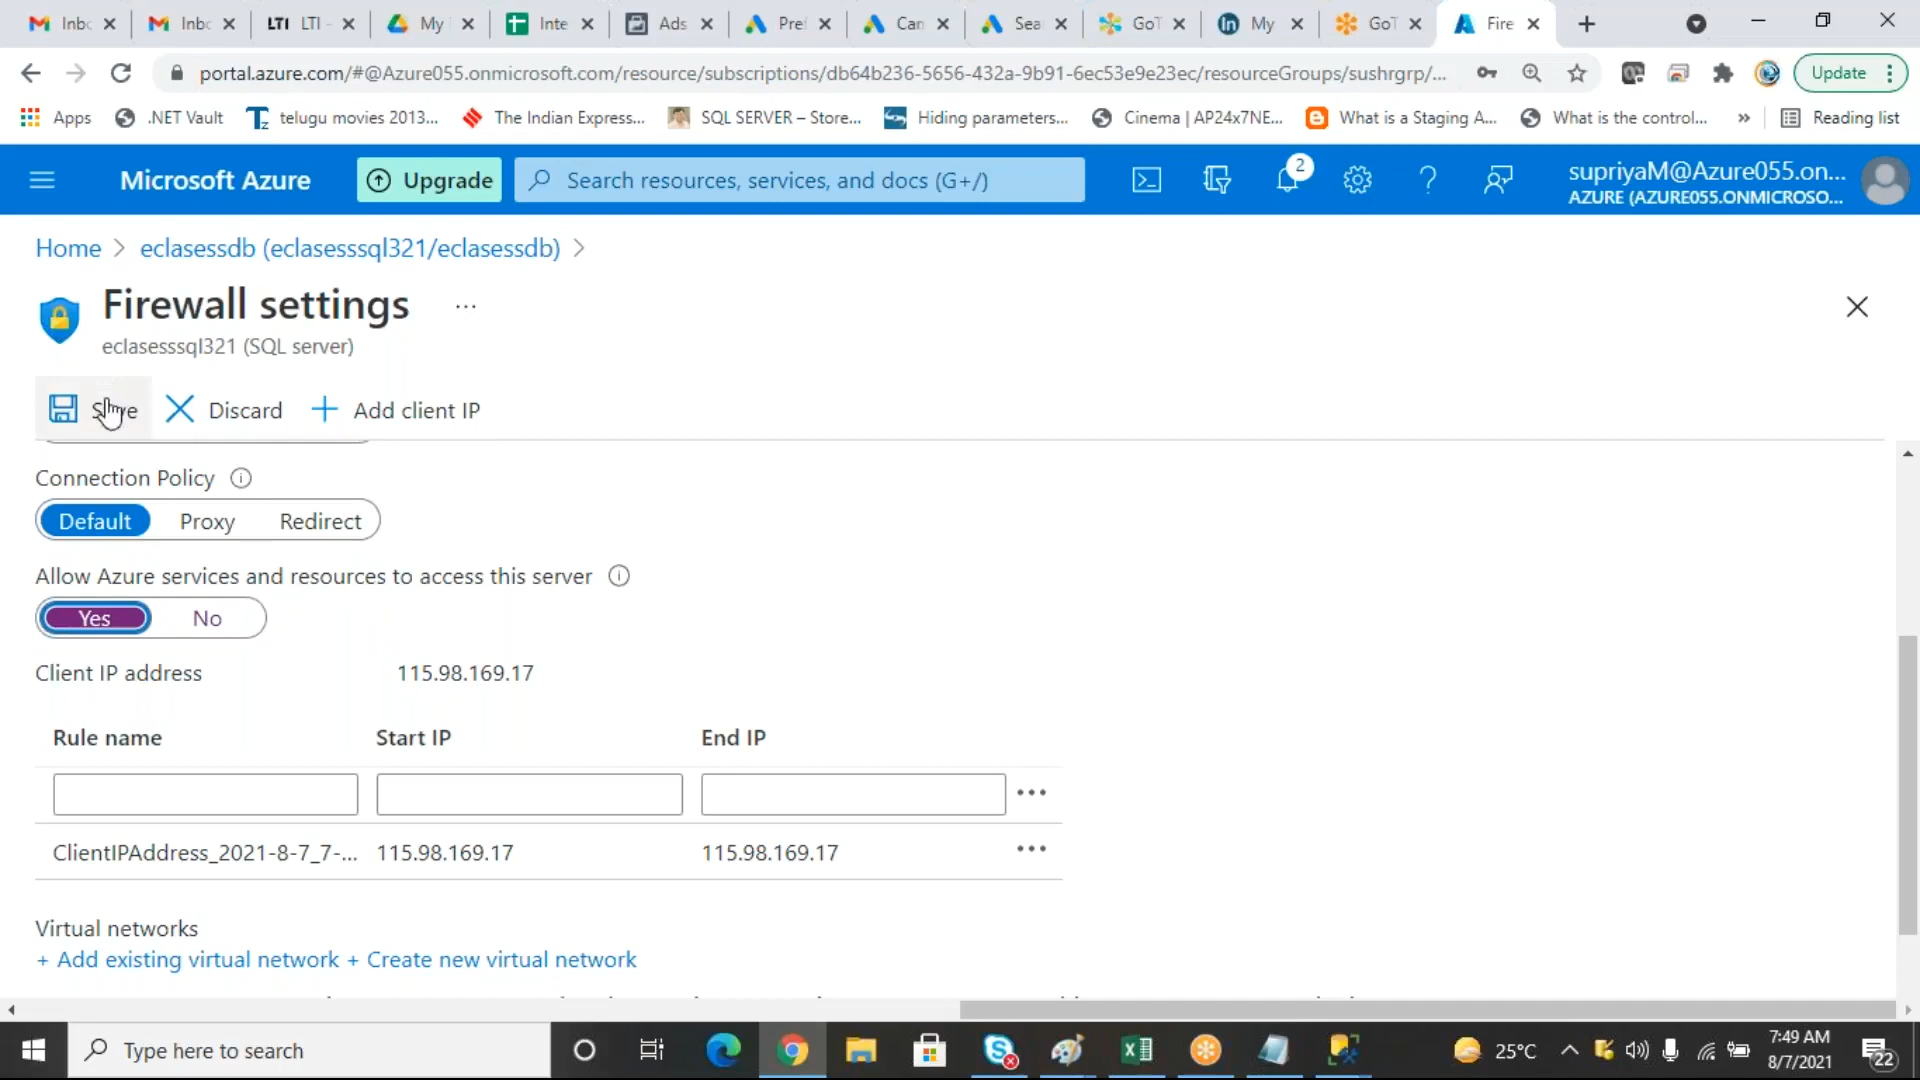 Inbc
Inbc
LTI LTI -
My
Inte
Ads
Pre
Can
Sea
GoT
in My
GoT
Fire
portal.azure.com/#@Azure055.onmicrosoft.com/resource/subscriptions/db64b236-5656-432a-9b91-6ec53e9e23ec/resourceGroups/sushrgrp/...
Update
Apps
.NET Vault
telugu movies 2013...
The Indian Express...
SQL SERVER – Store...
Hiding parameters...
Cinema | AP24x7NE...
What is a Staging A...
What is the control...
»
Reading list
Microsoft Azure
Upgrade
Search resources, services, and docs (G+/)
2
supriyaM@Azure055.on...
AZURE (AZURE055.ONMICROSO...
Home > eclasessdb (eclasesssql321/eclasessdb) >
Firewall settings ...
eclasesssql321 (SQL server)
Save Discard + Add client IP
Connection Policy
Default Proxy Redirect
Allow Azure services and resources to access this server
Yes No
Client IP address 115.98.169.17
Rule name Start IP End IP
ClientIPAddress_2021-8-7_7-... 115.98.169.17 115.98.169.17
Virtual networks
+ Add existing virtual network + Create new virtual network
Type here to search
25°C
7:49 AM
8/7/2021
22